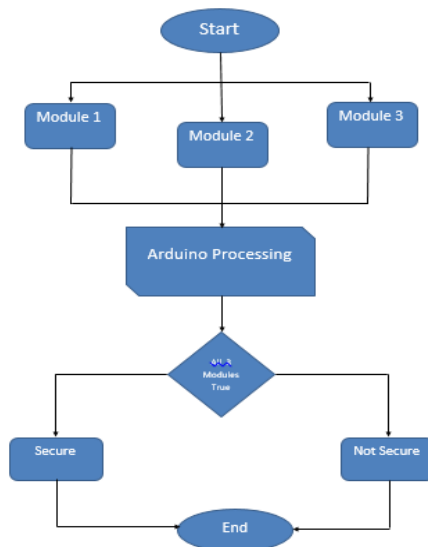 Start
Module 1
Module 2
Module 3
Arduino Processing
Modules
True
Secure
Not Secure
End